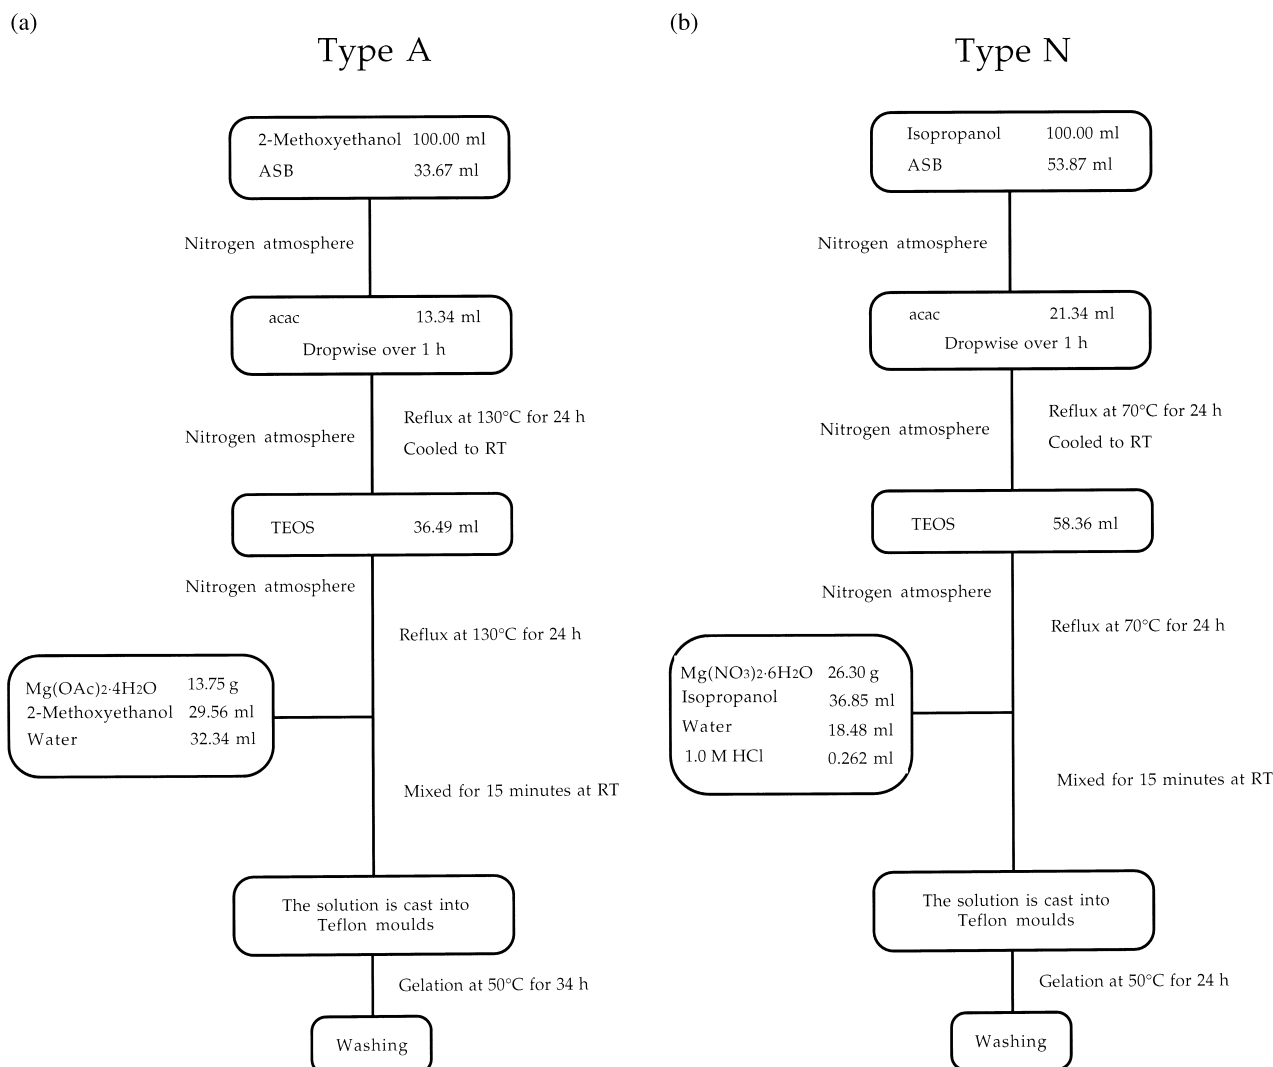 (a)
Type A
2-Methoxyethanol 100.00 ml
ASB 33.67 ml
Nitrogen atmosphere
acac 13.34 ml
Dropwise over 1 h
Nitrogen atmosphere
Reflux at 130°C for 24 h
Cooled to RT
TEOS 36.49 ml
Nitrogen atmosphere
Reflux at 130°C for 24 h
Mg(OAc)2·4H2O 13.75 g
2-Methoxyethanol 29.56 ml
Water 32.34 ml
Mixed for 15 minutes at RT
The solution is cast into
Teflon moulds
Gelation at 50°C for 34 h
Washing
(b)
Type N
Isopropanol 100.00 ml
ASB 53.87 ml
Nitrogen atmosphere
acac 21.34 ml
Dropwise over 1 h
Nitrogen atmosphere
Reflux at 70°C for 24 h
Cooled to RT
TEOS 58.36 ml
Nitrogen atmosphere
Reflux at 70°C for 24 h
Mg(NO3)2·6H2O 26.30 g
Isopropanol 36.85 ml
Water 18.48 ml
1.0 M HCl 0.262 ml
Mixed for 15 minutes at RT
The solution is cast into
Teflon moulds
Gelation at 50°C for 24 h
Washing